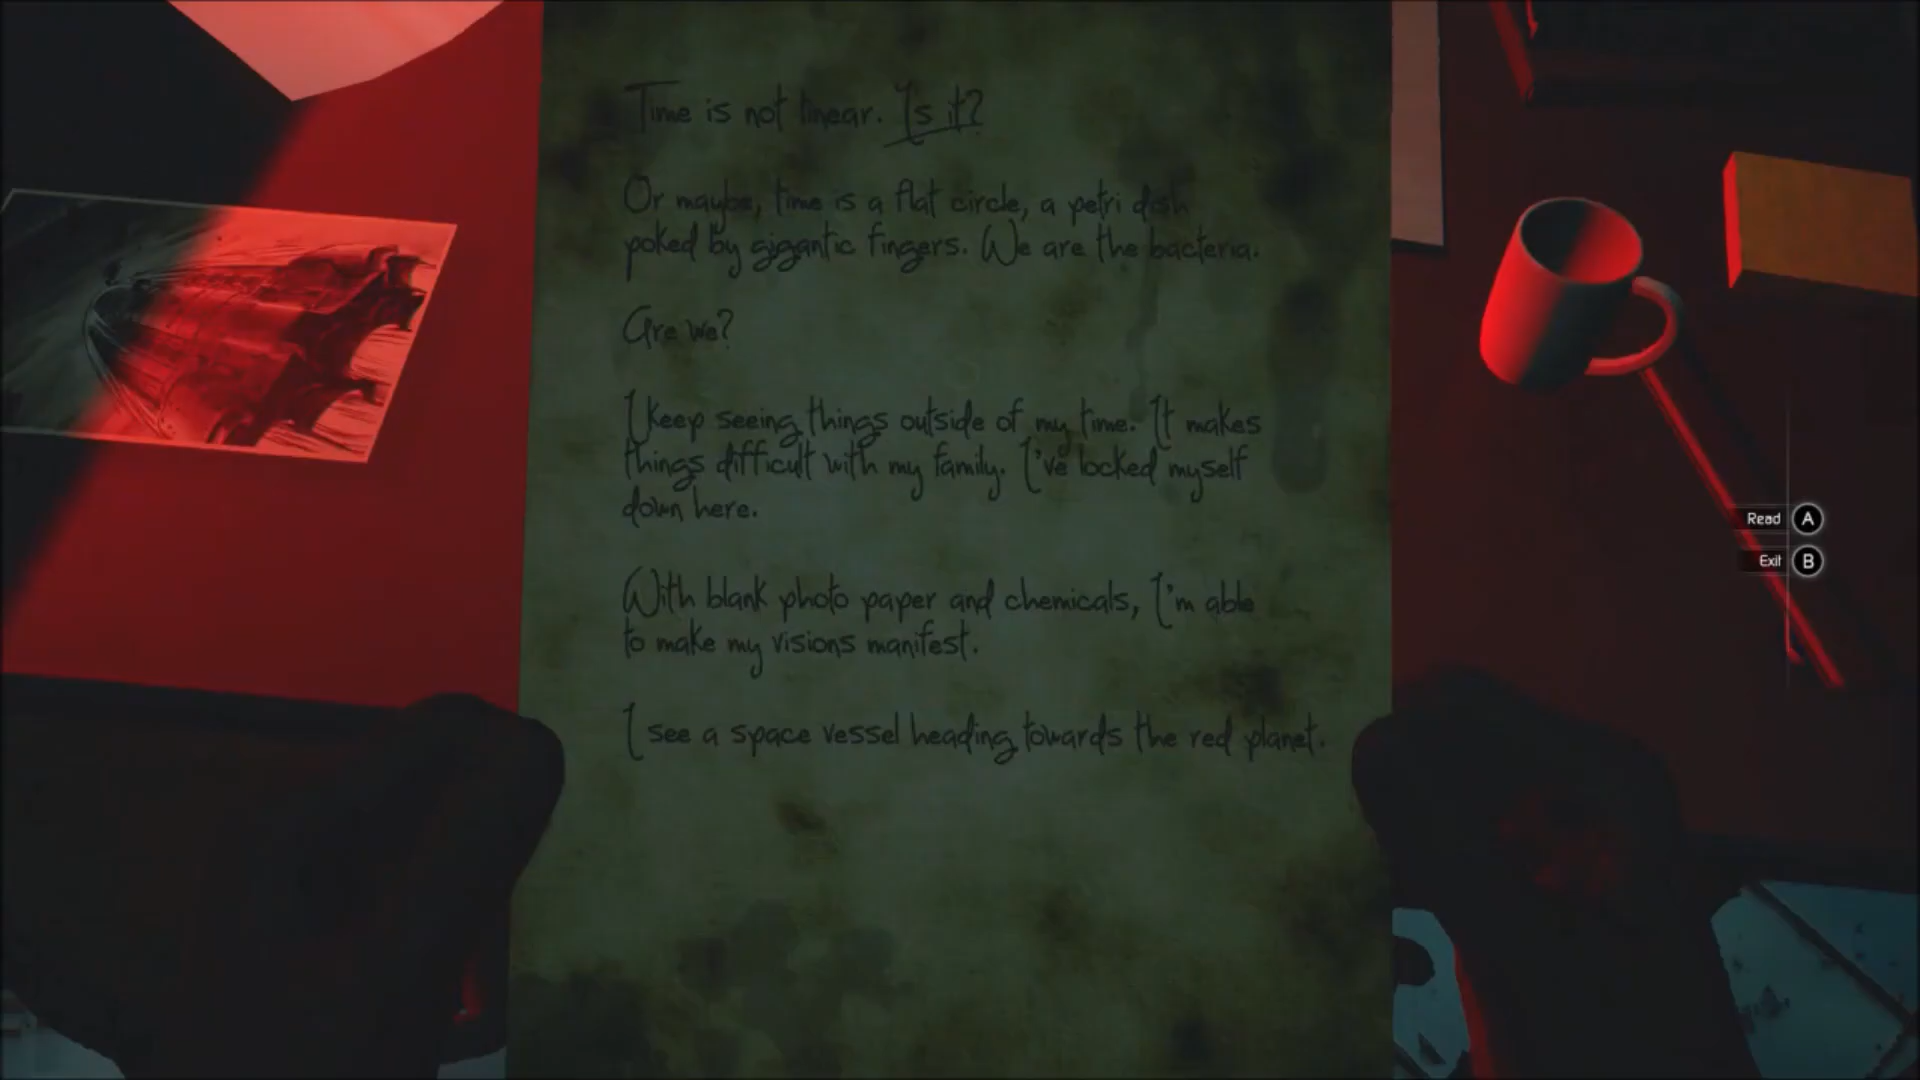 Time is not linear. Is it?
Or maybe, time is a flat circle, a petri dish
poked by gigantic fingers. We are the bacteria.
Are we?
I keep seeing things outside of my time. It makes
things difficult with my family. I've locked myself
down here.
With blank photo paper and chemicals, I'm able
to make my visions manifest.
I see a space vessel heading towards the red planet.
Read A
Exit B